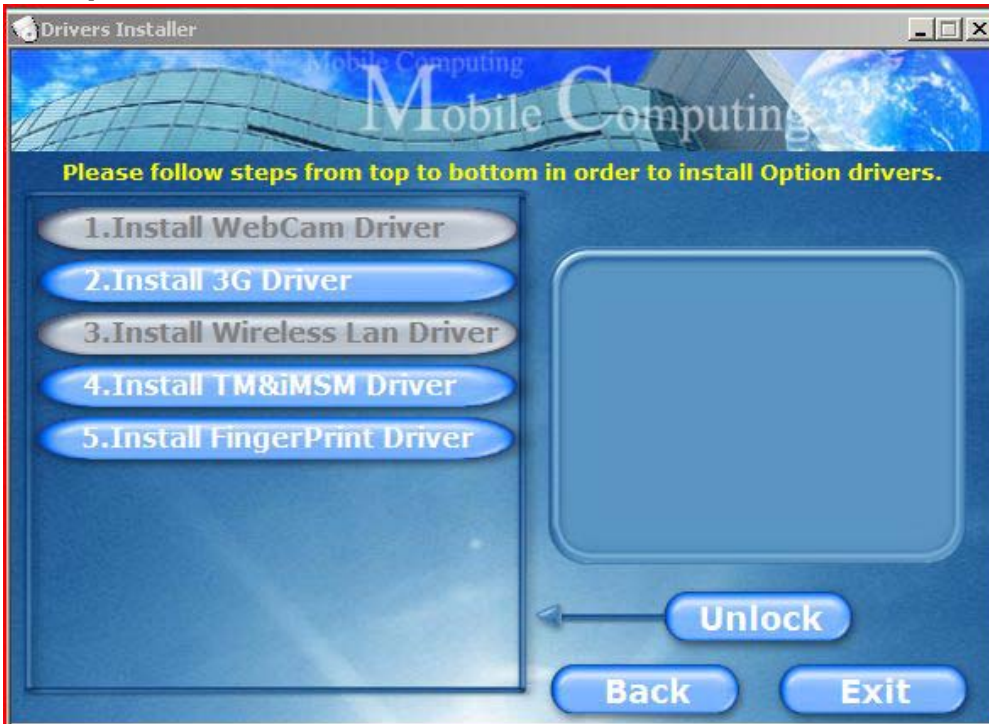 Drivers Installer
Mobile Computing
Mobile Computing
Please follow steps from top to bottom in order to install Option drivers.
1.Install WebCam Driver
2.Install 3G Driver
3.Install Wireless Lan Driver
4.Install TM&iMSM Driver
5.Install FingerPrint Driver
Unlock
Back
Exit